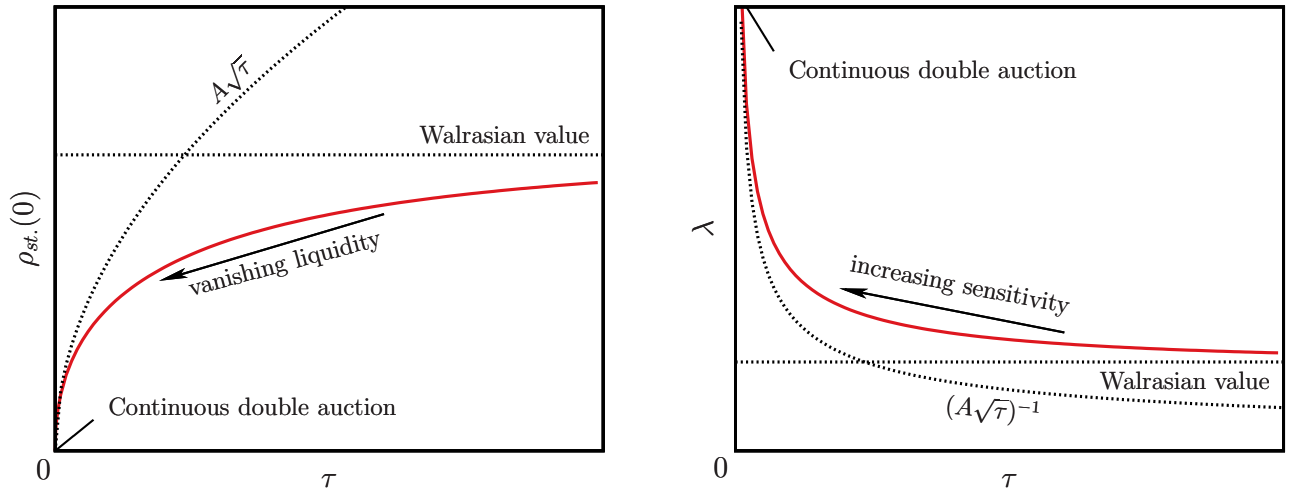 A√τ
Walrasian value
ρst.(0)
vanishing liquidity
Continuous double auction
0
τ
Continuous double auction
λ
increasing sensitivity
Walrasian value
(A√τ)⁻¹
0
τ